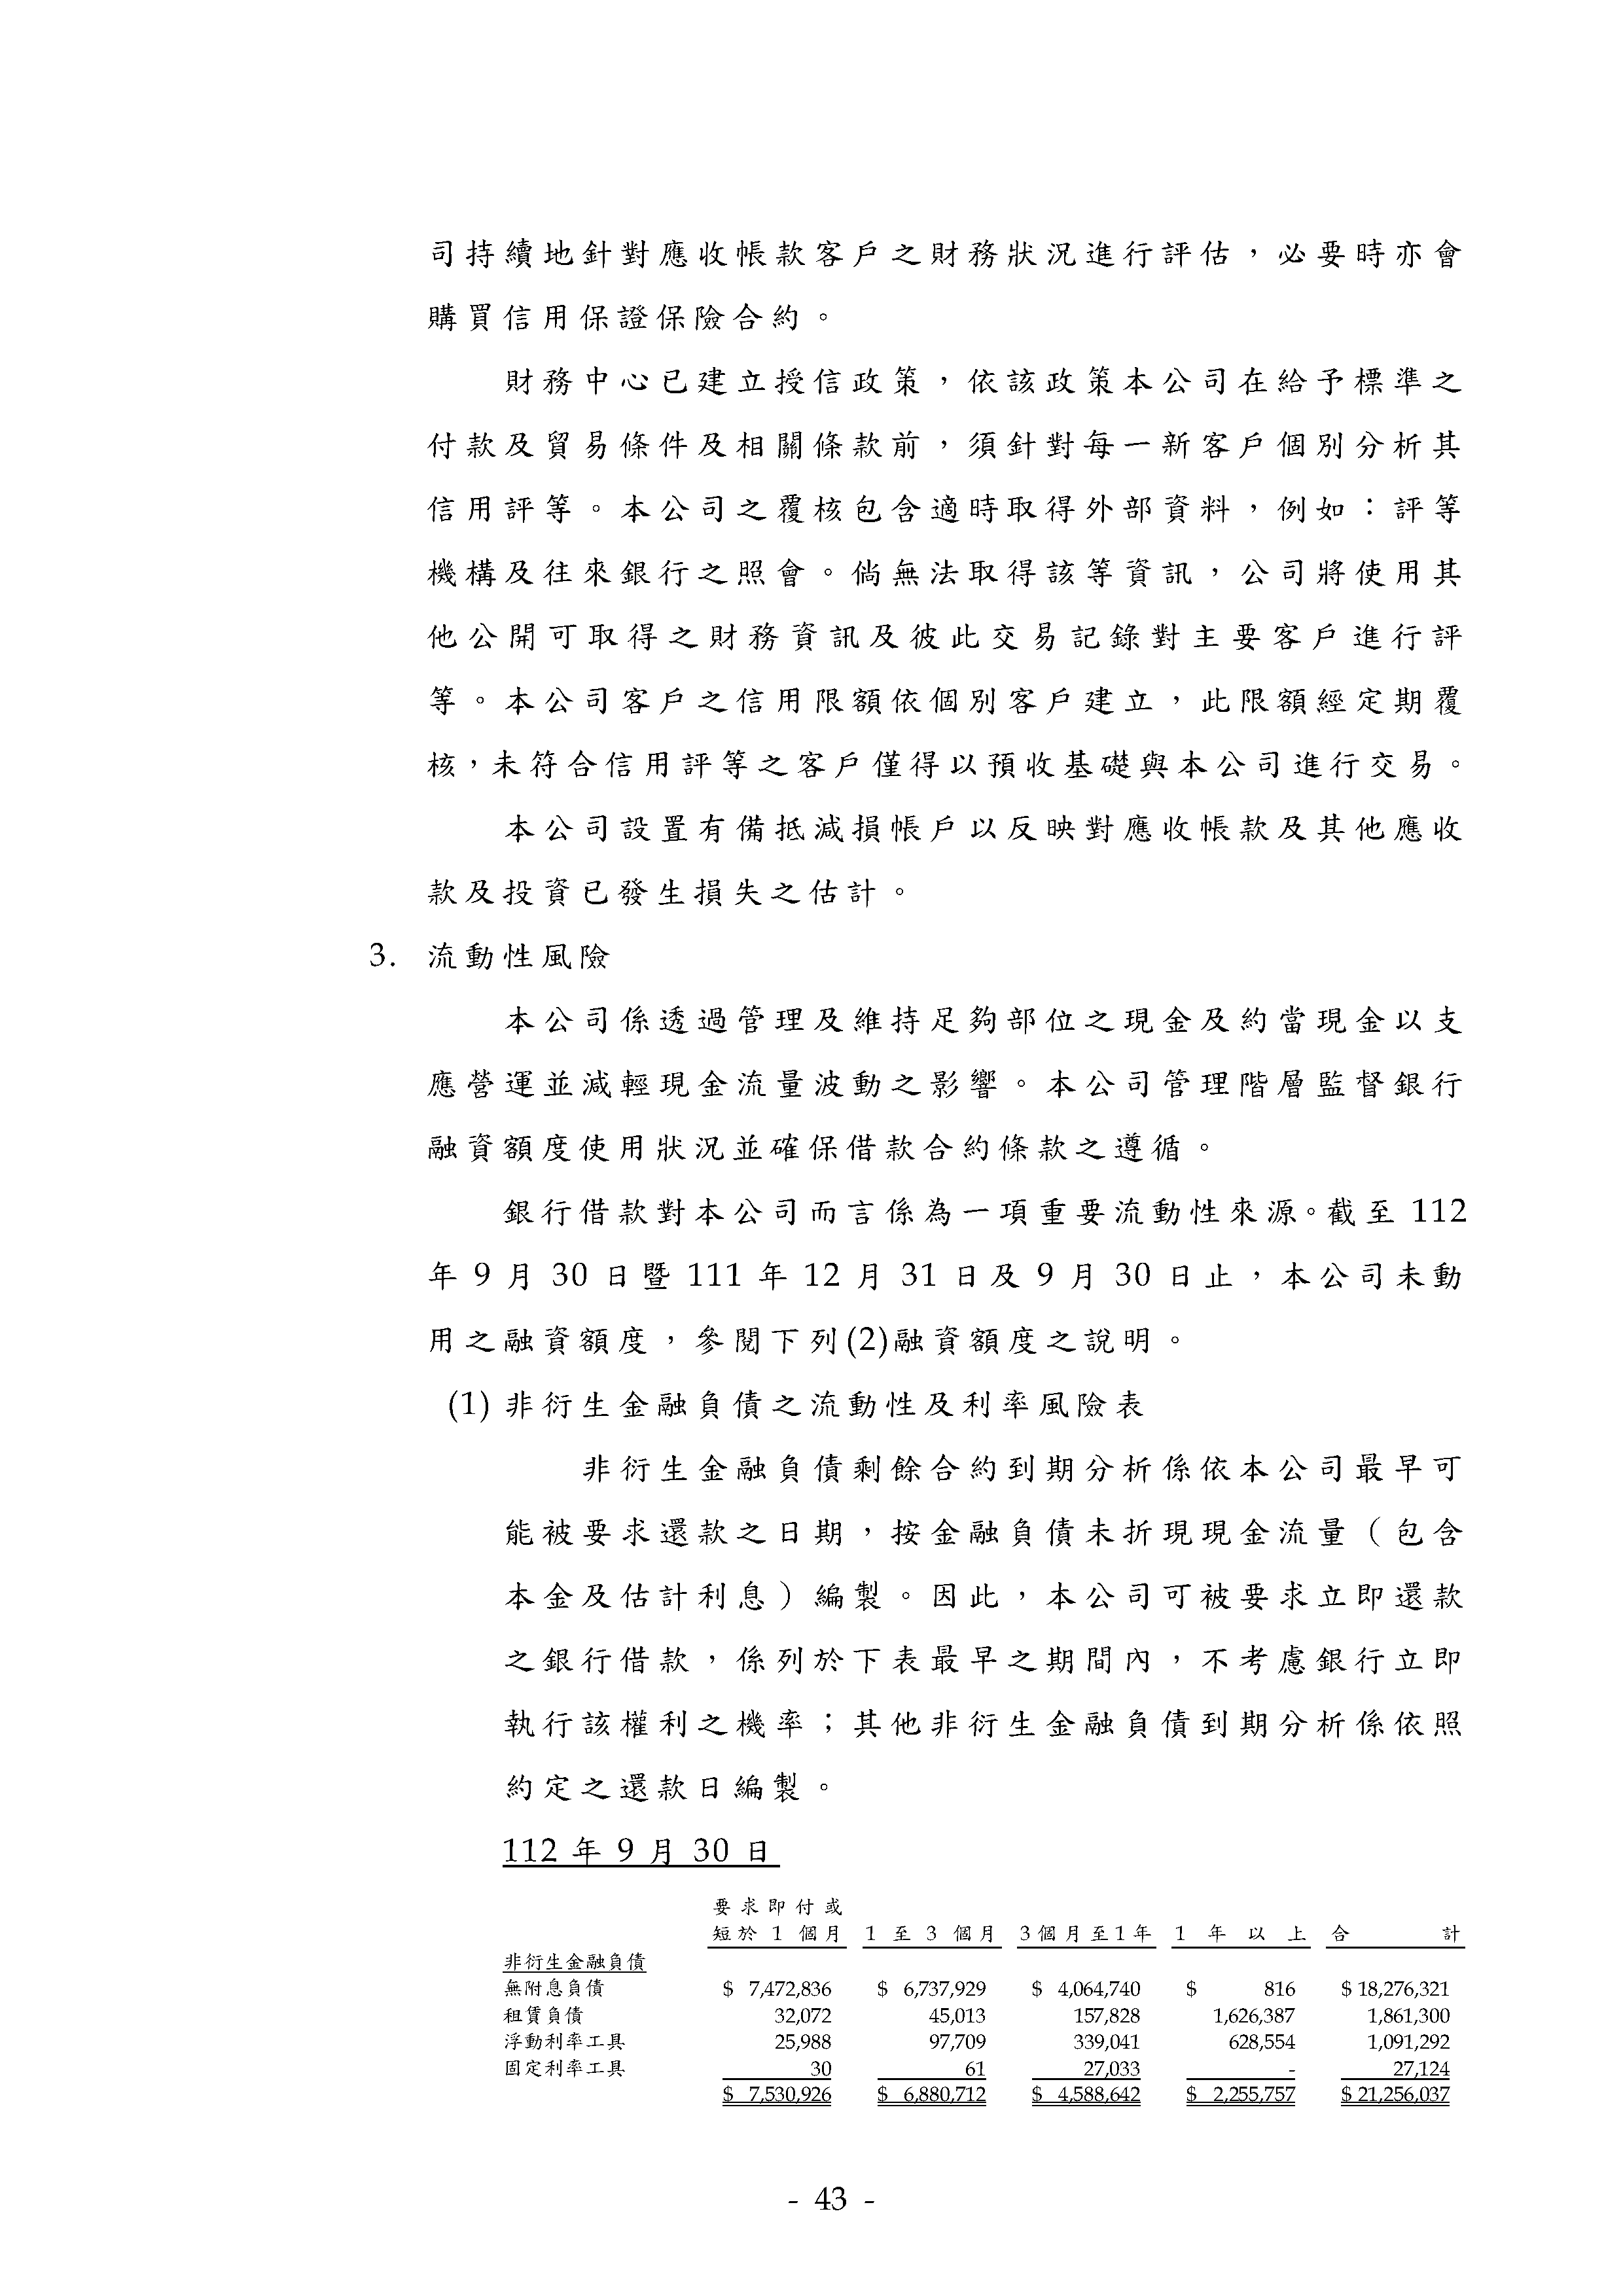 司持續地針對應收帳款客戶之財務狀況進行評估，必要時亦會
購買信用保證保險合約。
財務中心已建立授信政策，依該政策本公司在給予標準之
付款及貿易條件及相關條款前，須針對每一新客戶個別分析其
信用評等。本公司之覆核包含適時取得外部資料，例如：評等
機構及往來銀行之照會。倘無法取得該等資訊，公司將使用其
他公開可取得之財務資訊及彼此交易記錄對主要客戶進行評
等。本公司客戶之信用限額依個別客戶建立，此限額經定期覆
核，未符合信用評等之客戶僅得以預收基礎與本公司進行交易。
本公司設置有備抵減損帳戶以反映對應收帳款及其他應收
款及投資已發生損失之估計。
3. 流動性風險
本公司係透過管理及維持足夠部位之現金及約當現金以支
應營運並減輕現金流量波動之影響。本公司管理階層監督銀行
融資額度使用狀況並確保借款合約條款之遵循。
銀行借款對本公司而言係為一項重要流動性來源。截至 112
年 9 月 30 日暨 111 年 12 月 31 日及 9 月 30 日止，本公司未動
用之融資額度，參閱下列(2)融資額度之說明。
(1) 非衍生金融負債之流動性及利率風險表
非衍生金融負債剩餘合約到期分析係依本公司最早可
能被要求還款之日期，按金融負債未折現現金流量（包含
本金及估計利息）編製。因此，本公司可被要求立即還款
之銀行借款，係列於下表最早之期間內，不考慮銀行立即
執行該權利之機率；其他非衍生金融負債到期分析係依照
約定之還款日編製。
112 年 9 月 30 日
要求即付或
短於 1 個月 1 至 3 個月 3個月至1年 1 年 以 上 合 計
非衍生金融負債
無附息負債 $ 7,472,836 $ 6,737,929 $ 4,064,740 $ 816 $ 18,276,321
租賃負債 32,072 45,013 157,828 1,626,387 1,861,300
浮動利率工具 25,988 97,709 339,041 628,554 1,091,292
固定利率工具 30 61 27,033 - 27,124
$ 7,530,926 $ 6,880,712 $ 4,588,642 $ 2,255,757 $ 21,256,037
- 43 -